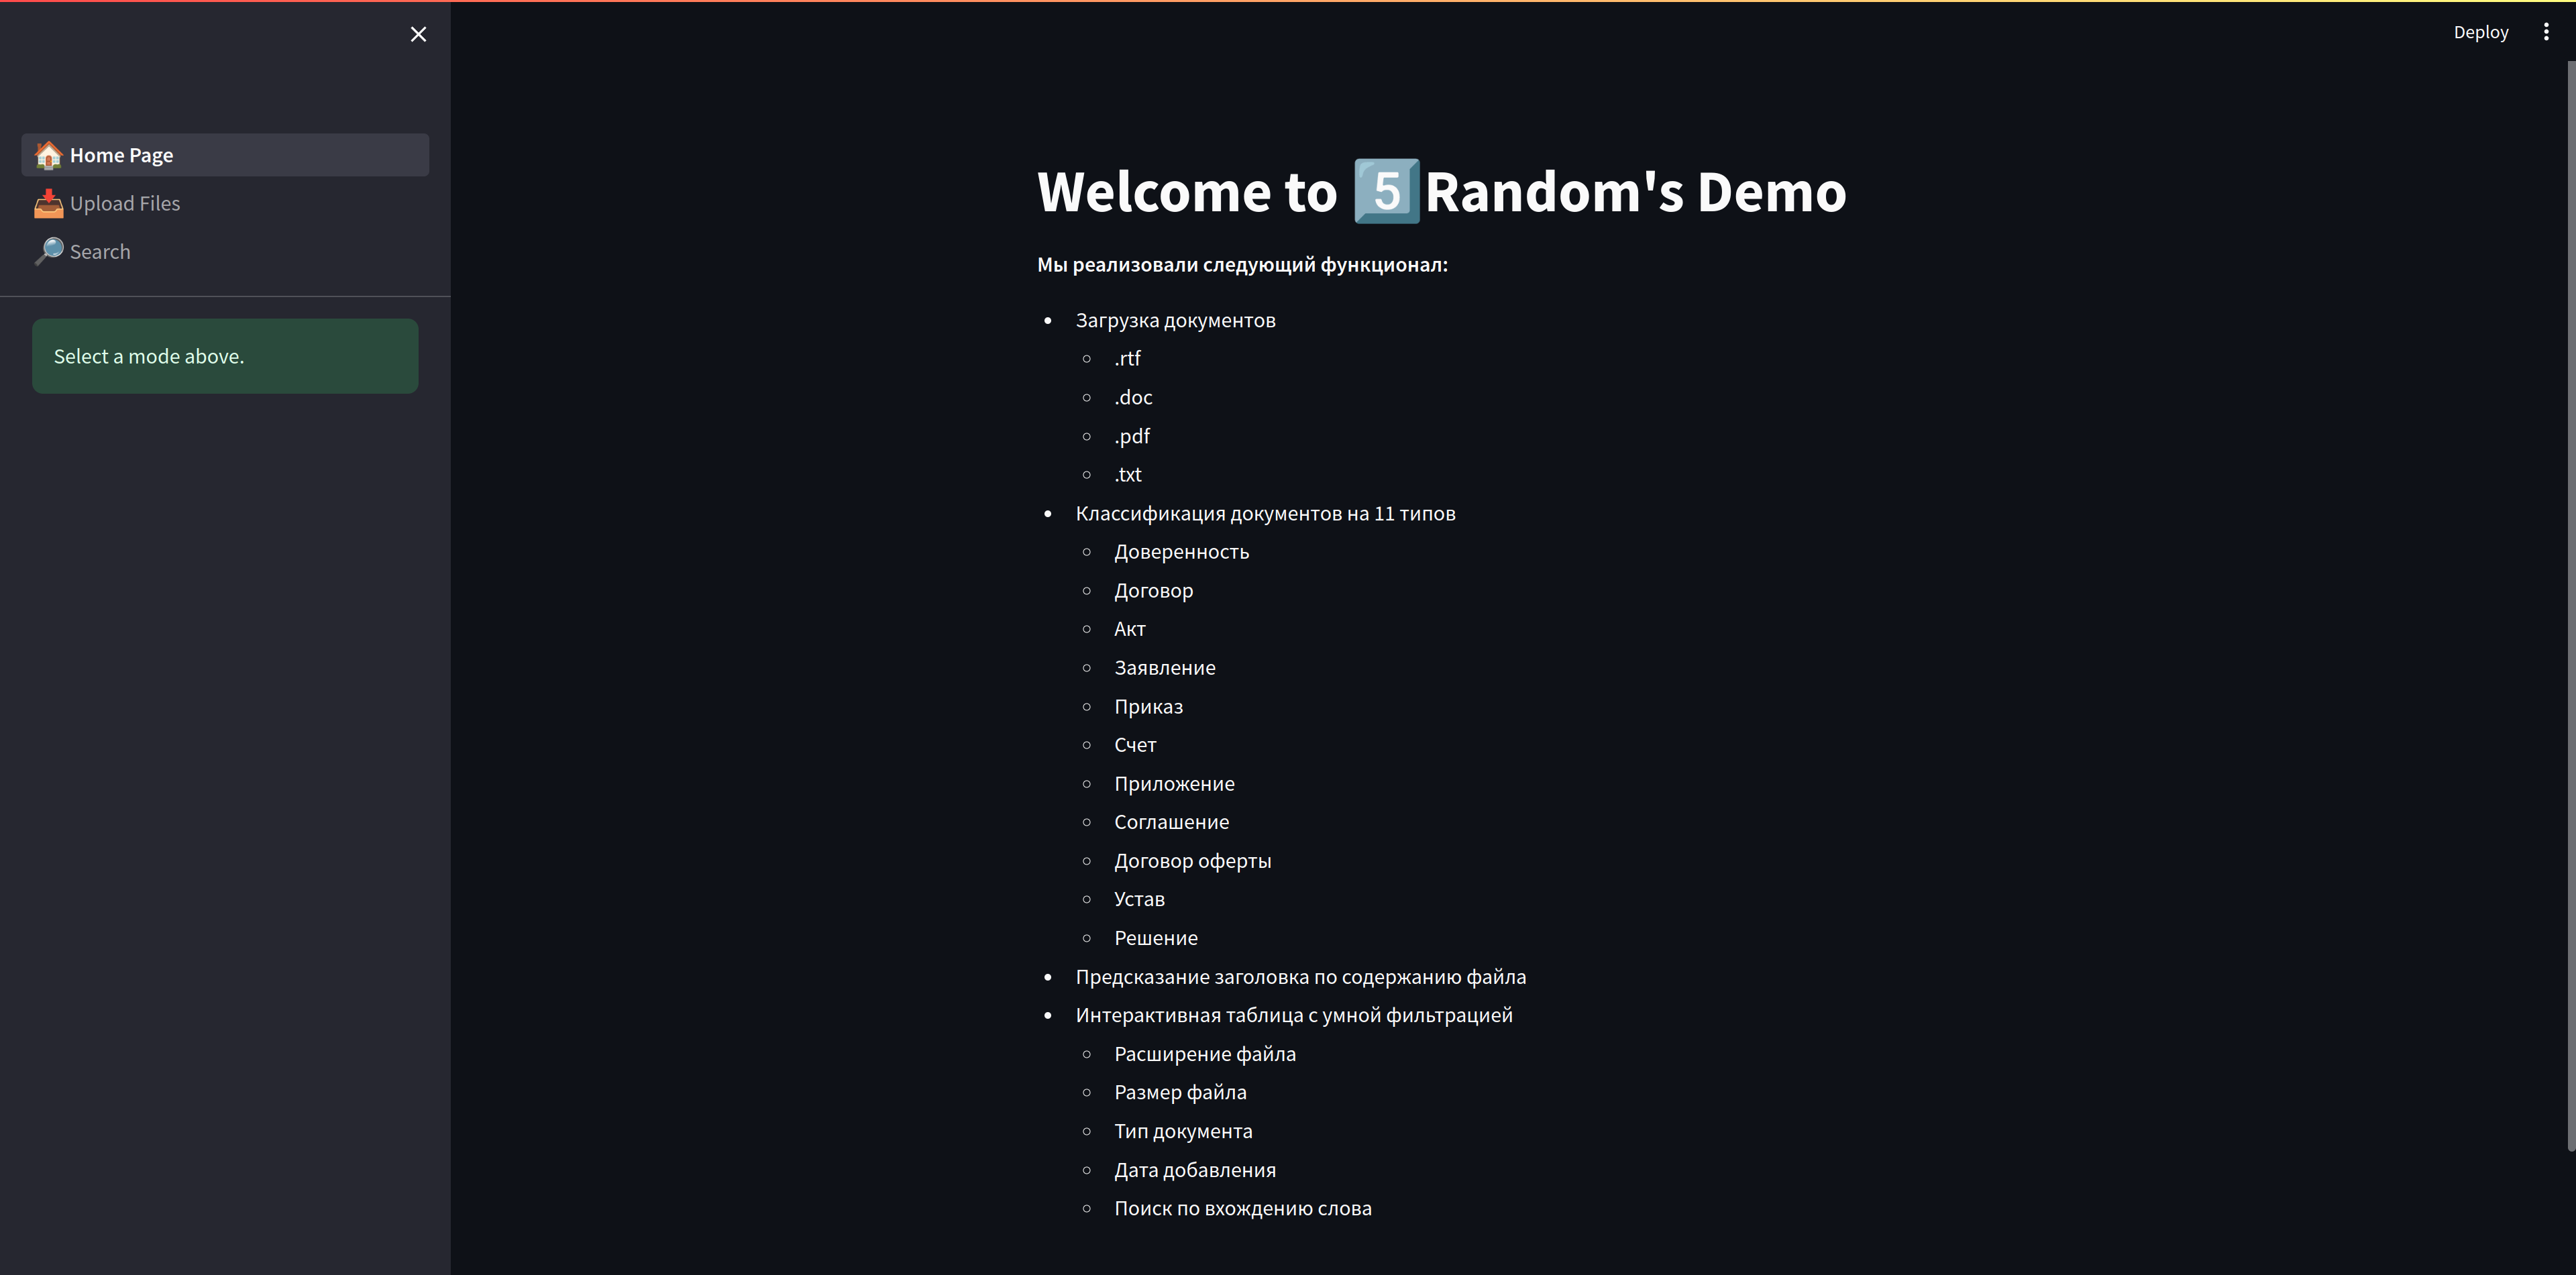 Deploy
Home Page
Upload Files
Search
Select a mode above.
Welcome to 5️⃣Random's Demo
Мы реализовали следующий функционал:
Загрузка документов
.rtf
.doc
.pdf
.txt
Классификация документов на 11 типов
Доверенность
Договор
Акт
Заявление
Приказ
Счет
Приложение
Соглашение
Договор оферты
Устав
Решение
Предсказание заголовка по содержанию файла
Интерактивная таблица с умной фильтрацией
Расширение файла
Размер файла
Тип документа
Дата добавления
Поиск по вхождению слова